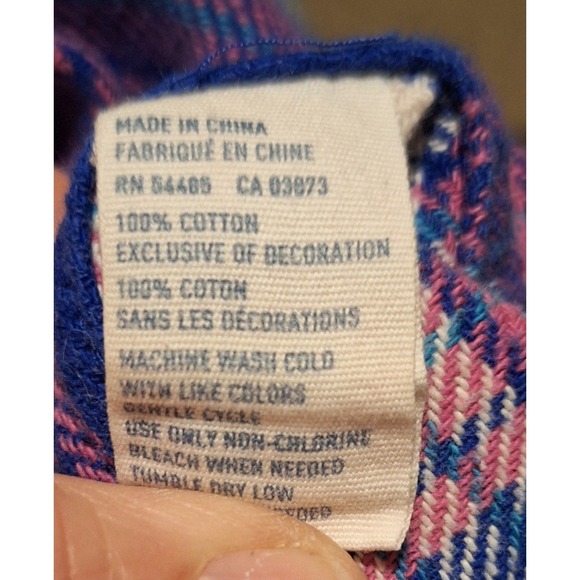 MADE IN CHINA
FABRIQUÉ EN CHINE
RN 54485 CA 03873
100% COTTON
EXCLUSIVE OF DECORATION
100% COTON
SANS LES DÉCORATIONS
MACHINE WASH COLD
WITH LIKE COLORS
GENTLE CYCLE
USE ONLY NON-CHLORINE
BLEACH WHEN NEEDED
TUMBLE DRY LOW